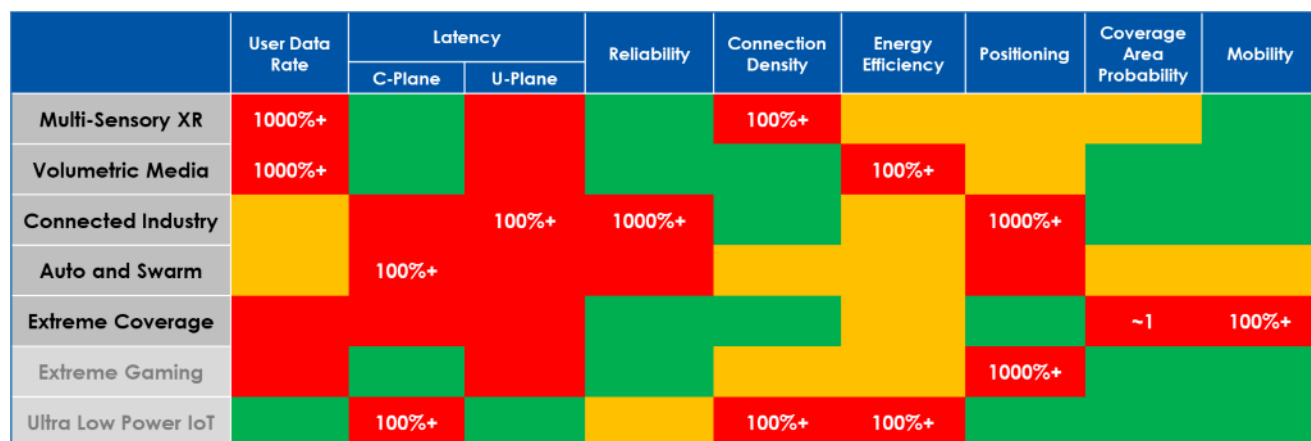 User Data
Rate
Latency
C-Plane
U-Plane
Reliability
Connection
Density
Energy
Efficiency
Positioning
Coverage
Area
Probability
Mobility
Multi-Sensory XR 1000%+ 100%+
Volumetric Media 1000%+ 100%+
Connected Industry 100%+ 1000%+ 1000%+
Auto and Swarm 100%+
Extreme Coverage ~1 100%+
Extreme Gaming 1000%+
Ultra Low Power IoT 100%+ 100%+ 100%+